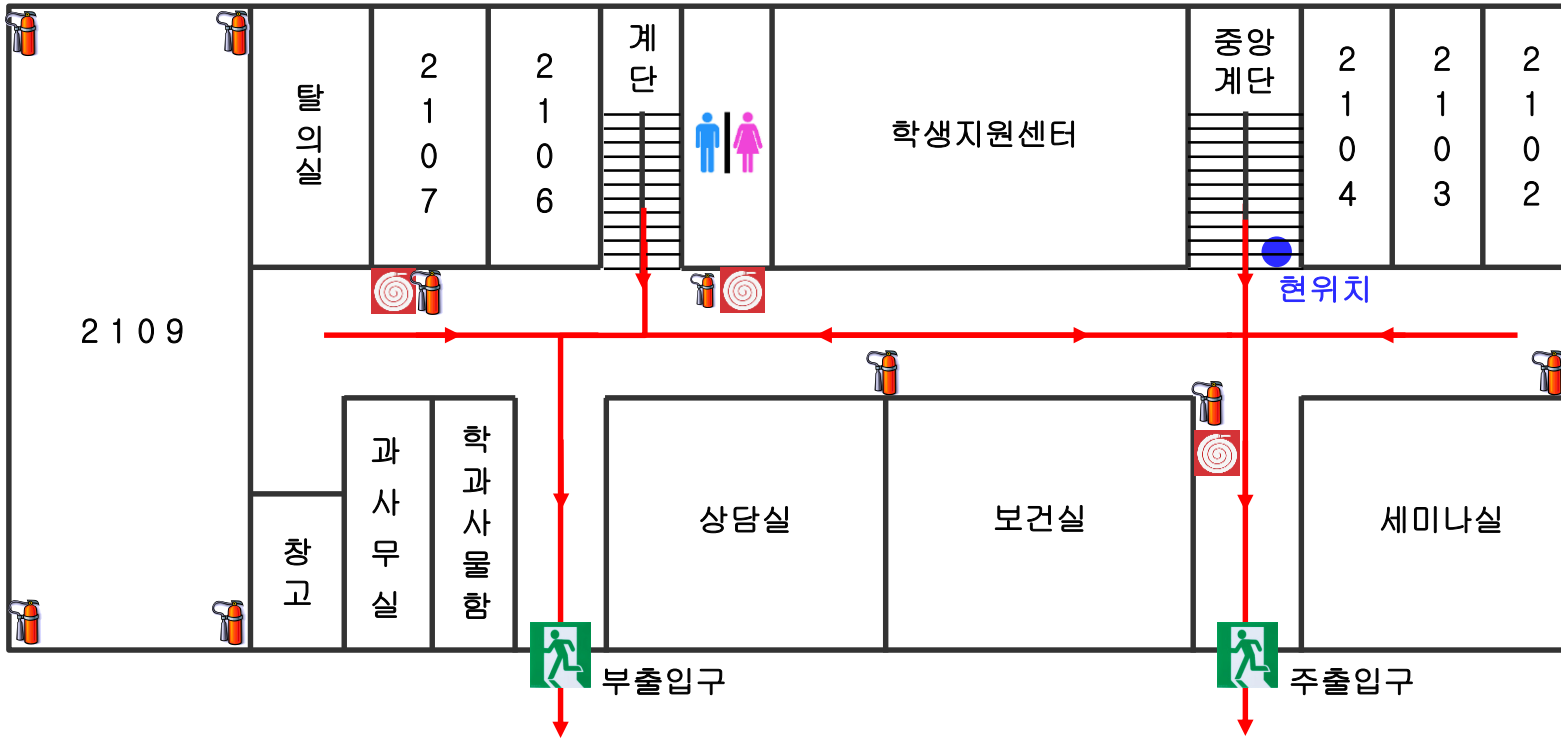 탈의실
2107
2106
계단
학생지원센터
중앙
계단
2104
2103
2102
현위치
2109
창고
과사무실
학과사물함
상담실
보건실
세미나실
부출입구
주출입구